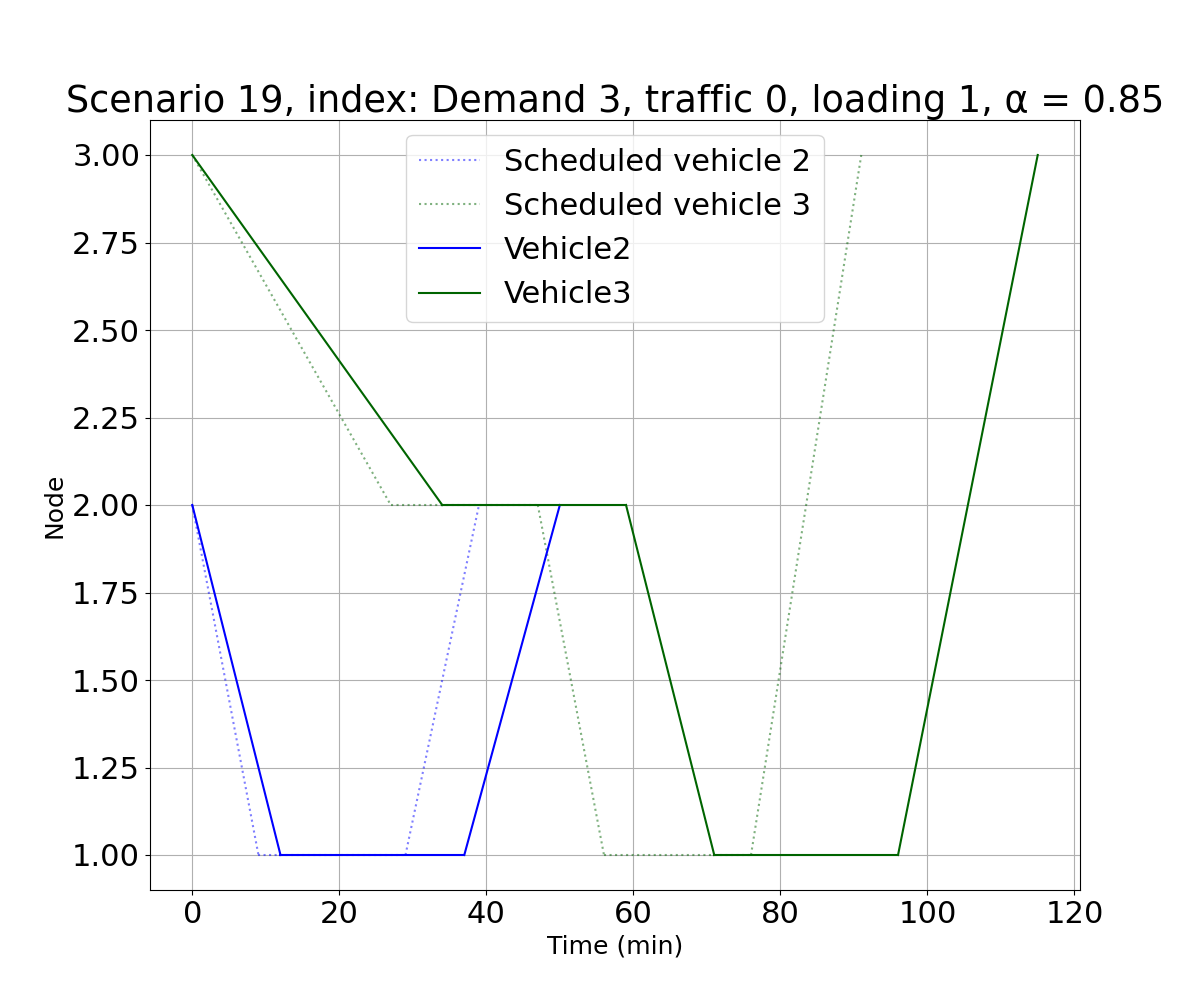 Scenario 19, index: Demand 3, traffic 0, loading 1, α = 0.85
Scheduled vehicle 2
Scheduled vehicle 3
Vehicle2
Vehicle3
3.00
2.75
2.50
2.25
2.00
1.75
1.50
1.25
1.00
Node
0 20 40 60 80 100 120
Time (min)